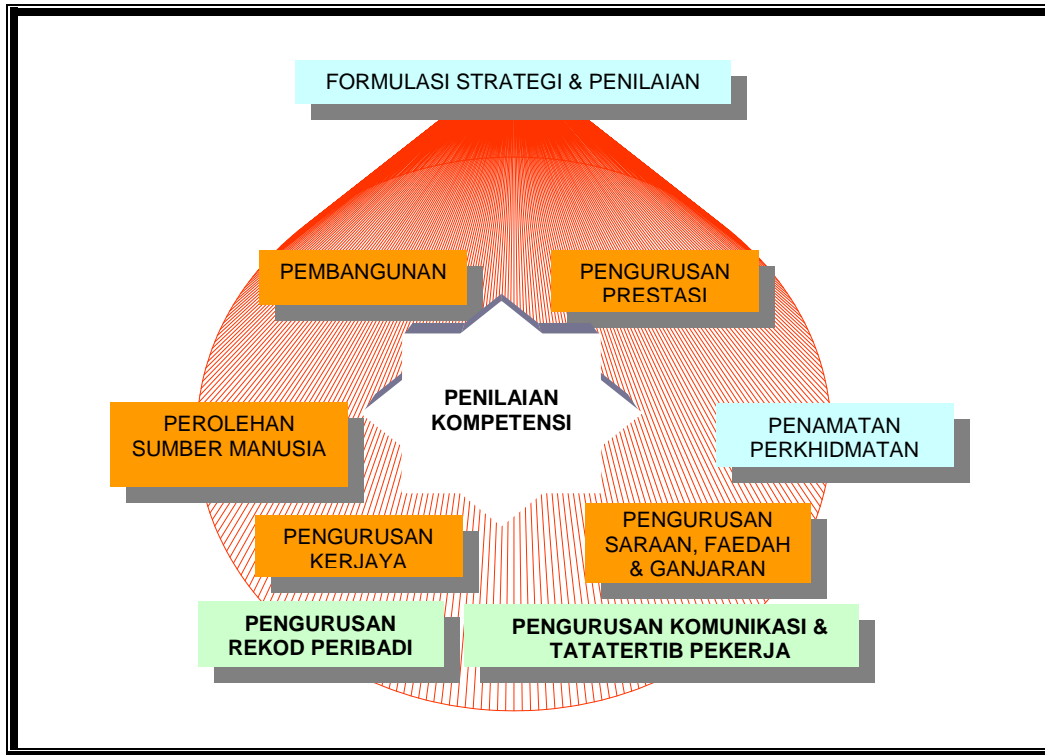 FORMULASI STRATEGI & PENILAIAN
PEMBANGUNAN
PENGURUSAN
PRESTASI
PENILAIAN
KOMPETENSI
PEROLEHAN
SUMBER MANUSIA
PENAMATAN
PERKHIDMATAN
PENGURUSAN
KERJAYA
PENGURUSAN
SARAAN, FAEDAH
& GANJARAN
PENGURUSAN
REKOD PERIBADI
PENGURUSAN KOMUNIKASI &
TATATERTIB PEKERJA